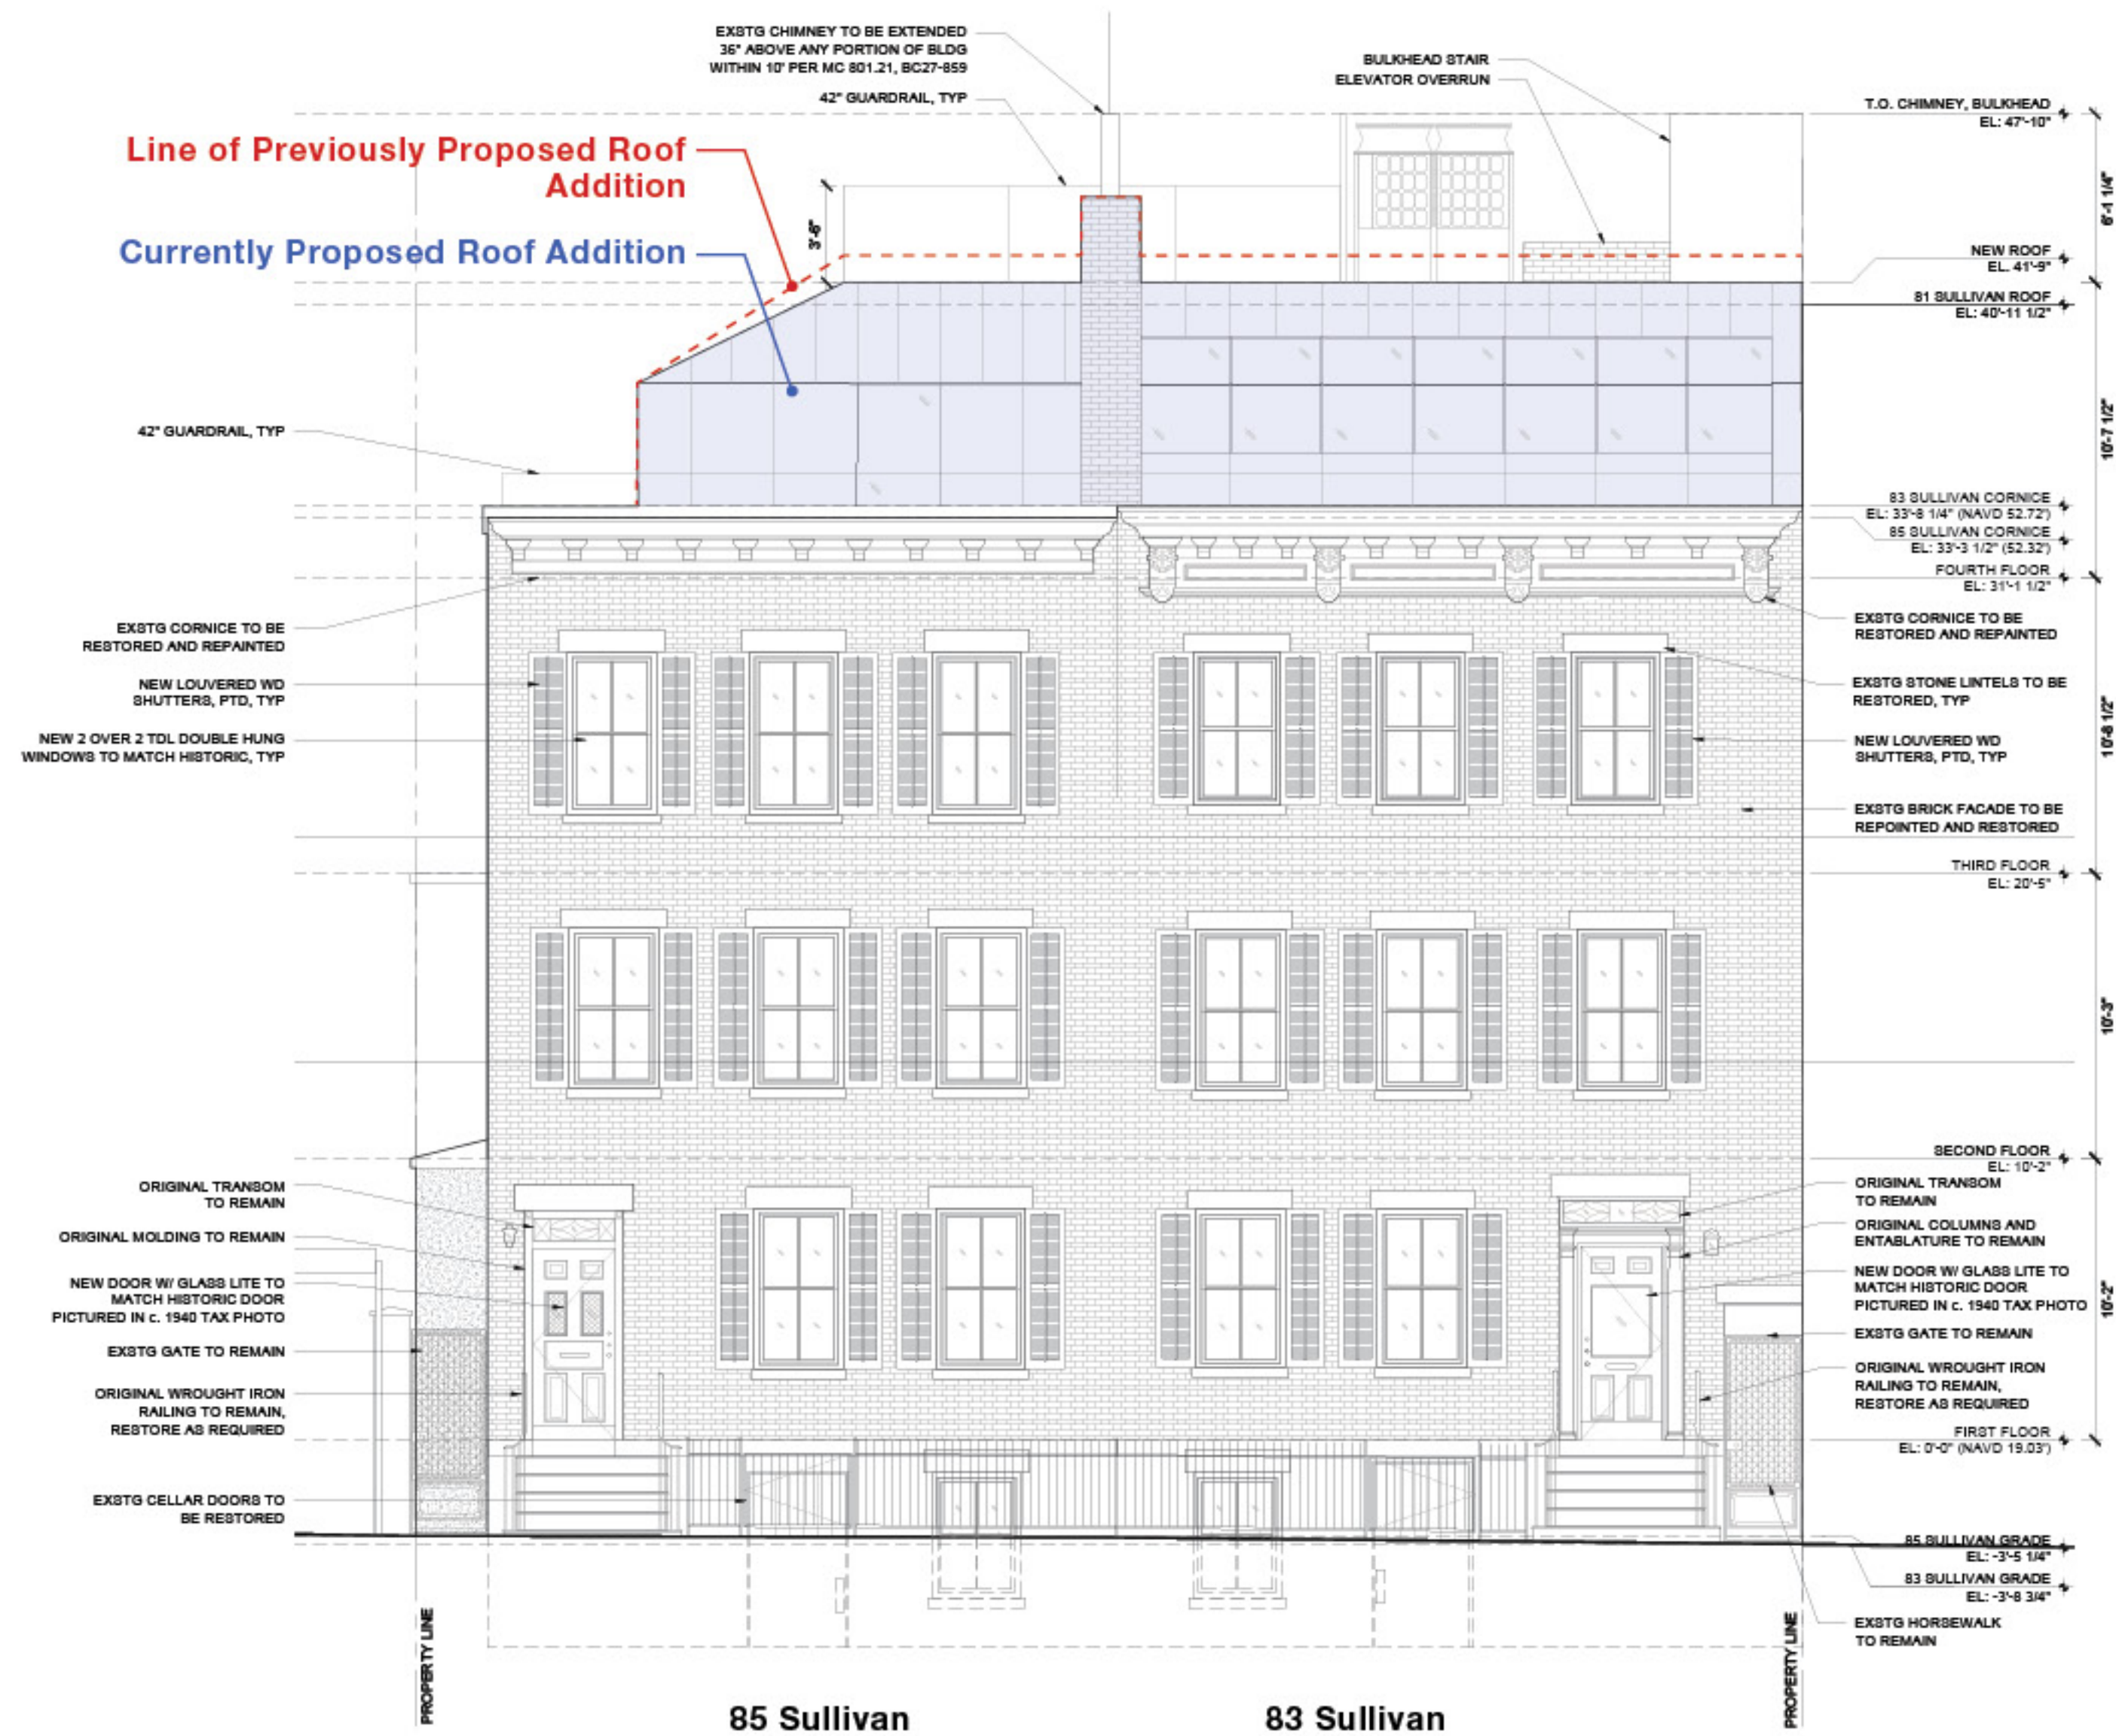 EXSTG CHIMNEY TO BE EXTENDED
36" ABOVE ANY PORTION OF BLDG
WITHIN 10' PER MC 801.21, BC27-859
42" GUARDRAIL, TYP
BULKHEAD STAIR
ELEVATOR OVERRUN
T.O. CHIMNEY, BULKHEAD
EL: 47'-10"
Line of Previously Proposed Roof
Addition
Currently Proposed Roof Addition
3'-6"
6'-1 1/4"
NEW ROOF
EL. 41'-9"
81 SULLIVAN ROOF
EL: 40'-11 1/2"
42" GUARDRAIL, TYP
10'-7 1/2"
83 SULLIVAN CORNICE
EL: 33'-8 1/4" (NAVD 52.72')
85 SULLIVAN CORNICE
EL: 33'-3 1/2" (52.32')
FOURTH FLOOR
EL: 31'-1 1/2"
EXSTG CORNICE TO BE
RESTORED AND REPAINTED
NEW LOUVERED WD
SHUTTERS, PTD, TYP
NEW 2 OVER 2 TDL DOUBLE HUNG
WINDOWS TO MATCH HISTORIC, TYP
EXSTG CORNICE TO BE
RESTORED AND REPAINTED
EXSTG STONE LINTELS TO BE
RESTORED, TYP
NEW LOUVERED WD
SHUTTERS, PTD, TYP
10'-8 1/2"
EXSTG BRICK FACADE TO BE
REPOINTED AND RESTORED
THIRD FLOOR
EL: 20'-5"
10'-3"
SECOND FLOOR
EL: 10'-2"
ORIGINAL TRANSOM
TO REMAIN
ORIGINAL MOLDING TO REMAIN
NEW DOOR W/ GLASS LITE TO
MATCH HISTORIC DOOR
PICTURED IN c. 1940 TAX PHOTO
EXSTG GATE TO REMAIN
ORIGINAL WROUGHT IRON
RAILING TO REMAIN,
RESTORE AS REQUIRED
EXSTG CELLAR DOORS TO
BE RESTORED
ORIGINAL TRANSOM
TO REMAIN
ORIGINAL COLUMNS AND
ENTABLATURE TO REMAIN
NEW DOOR W/ GLASS LITE TO
MATCH HISTORIC DOOR
PICTURED IN c. 1940 TAX PHOTO
10'-2"
EXSTG GATE TO REMAIN
ORIGINAL WROUGHT IRON
RAILING TO REMAIN,
RESTORE AS REQUIRED
FIRST FLOOR
EL: 0'-0" (NAVD 19.03')
85 SULLIVAN GRADE
EL: -3'-5 1/4"
83 SULLIVAN GRADE
EL: -3'-8 3/4"
EXSTG HORSEWALK
TO REMAIN
PROPERTY LINE
PROPERTY LINE
85 Sullivan
83 Sullivan